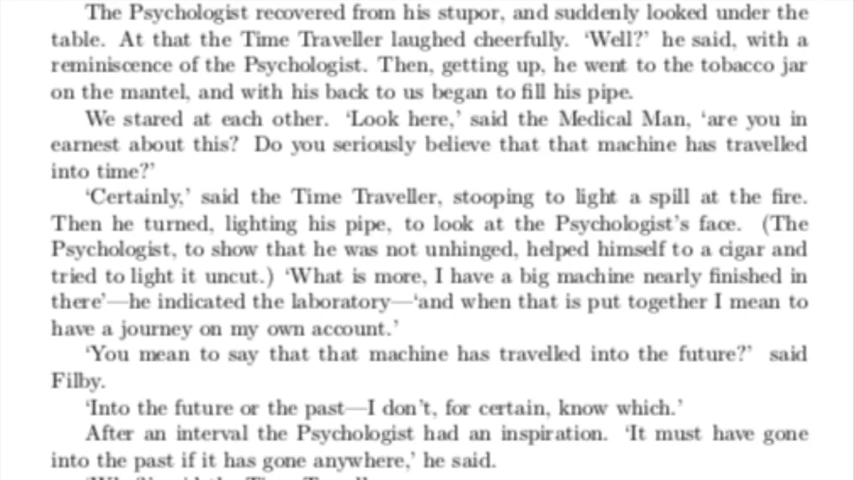 The Psychologist recovered from his stupor, and suddenly looked under the
table. At that the Time Traveller laughed cheerfully. ‘Well?’ he said, with a
reminiscence of the Psychologist. Then, getting up, he went to the tobacco jar
on the mantel, and with his back to us began to fill his pipe.
We stared at each other. ‘Look here,’ said the Medical Man, ‘are you in
earnest about this? Do you seriously believe that that machine has travelled
into time?’
‘Certainly,’ said the Time Traveller, stooping to light a spill at the fire.
Then he turned, lighting his pipe, to look at the Psychologist’s face. (The
Psychologist, to show that he was not unhinged, helped himself to a cigar and
tried to light it uncut.) ‘What is more, I have a big machine nearly finished in
there’—he indicated the laboratory—‘and when that is put together I mean to
have a journey on my own account.’
‘You mean to say that that machine has travelled into the future?’ said
Filby.
‘Into the future or the past—I don’t, for certain, know which.’
After an interval the Psychologist had an inspiration. ‘It must have gone
into the past if it has gone anywhere,’ he said.